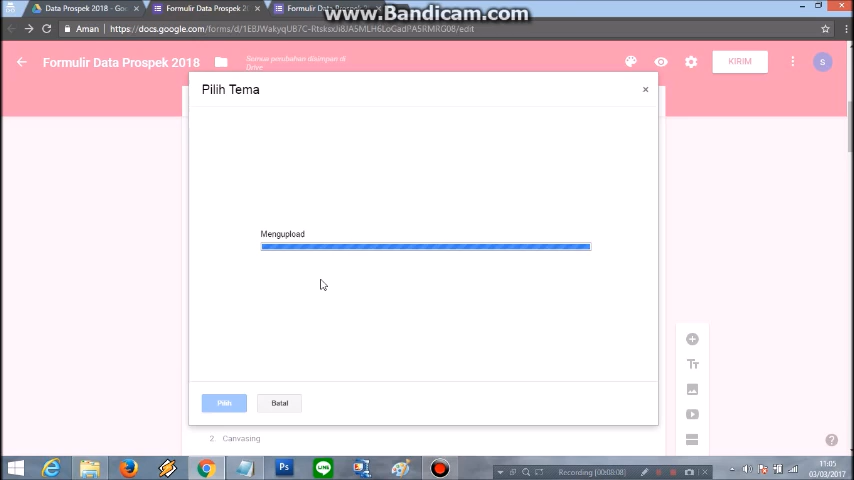 www.Bandicam.com
Data Prospek 2018 - Goo
Formulir Data Prospek 20
Formulir Data Prospek
Aman
https://docs.google.com/forms/d/1EBJWakyqUB7C-RtsksxJi8JA5MLH6LoGadPA5RMRG08/edit
Formulir Data Prospek 2018
Semua perubahan disimpan di
Drive
KIRIM
S
Pilih Tema
Mengupload
Pilih
Batal
2 Canvasing
Recording [00:08:08]
11:05
03/03/2017